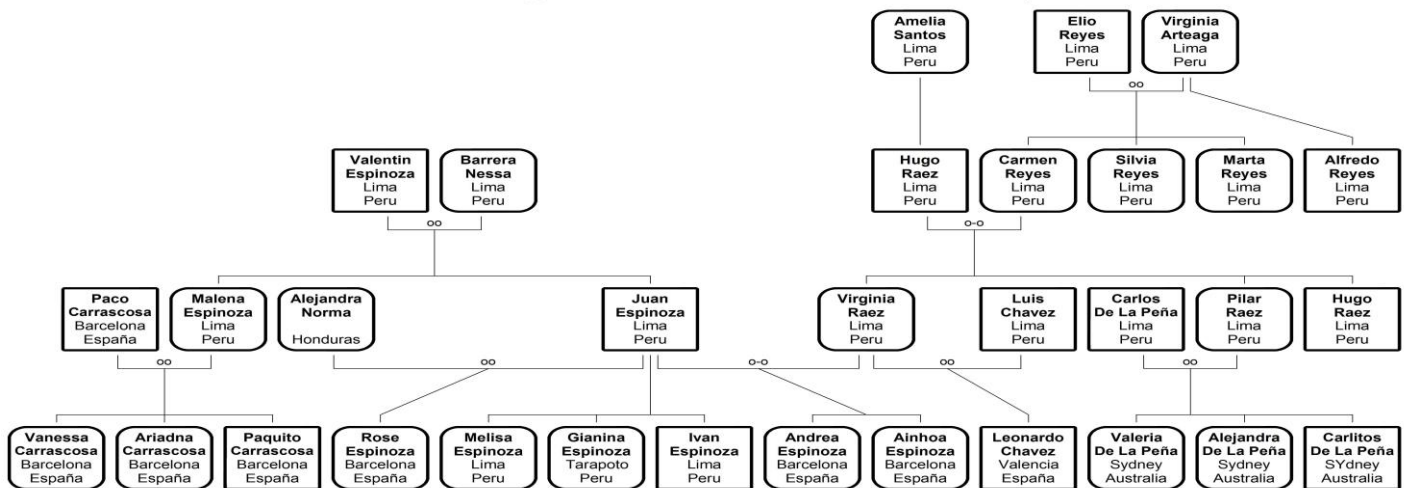 Amelia
Santos
Lima
Peru
Elio
Reyes
Lima
Peru
Virginia
Arteaga
Lima
Peru
oo
Valentin
Espinoza
Lima
Peru
Barrera
Nessa
Lima
Peru
Hugo
Raez
Lima
Peru
Carmen
Reyes
Lima
Peru
Silvia
Reyes
Lima
Peru
Marta
Reyes
Lima
Peru
Alfredo
Reyes
Lima
Peru
oo
o-o
Paco
Carrascosa
Barcelona
España
Malena
Espinoza
Lima
Peru
Alejandra
Norma
Honduras
Juan
Espinoza
Lima
Peru
Virginia
Raez
Lima
Peru
Luis
Chavez
Lima
Peru
Carlos
De La Peña
Lima
Peru
Pilar
Raez
Lima
Peru
Hugo
Raez
Lima
Peru
oo
oo
o-o
oo
oo
Vanessa
Carrascosa
Barcelona
España
Ariadna
Carrascosa
Barcelona
España
Paquito
Carrascosa
Barcelona
España
Rose
Espinoza
Barcelona
España
Melisa
Espinoza
Lima
Peru
Gianina
Espinoza
Tarapoto
Peru
Ivan
Espinoza
Lima
Peru
Andrea
Espinoza
Barcelona
España
Ainhoa
Espinoza
Barcelona
España
Leonardo
Chavez
Valencia
España
Valeria
De La Peña
Sydney
Australia
Alejandra
De La Peña
Sydney
Australia
Carlitos
De La Peña
SYdney
Australia